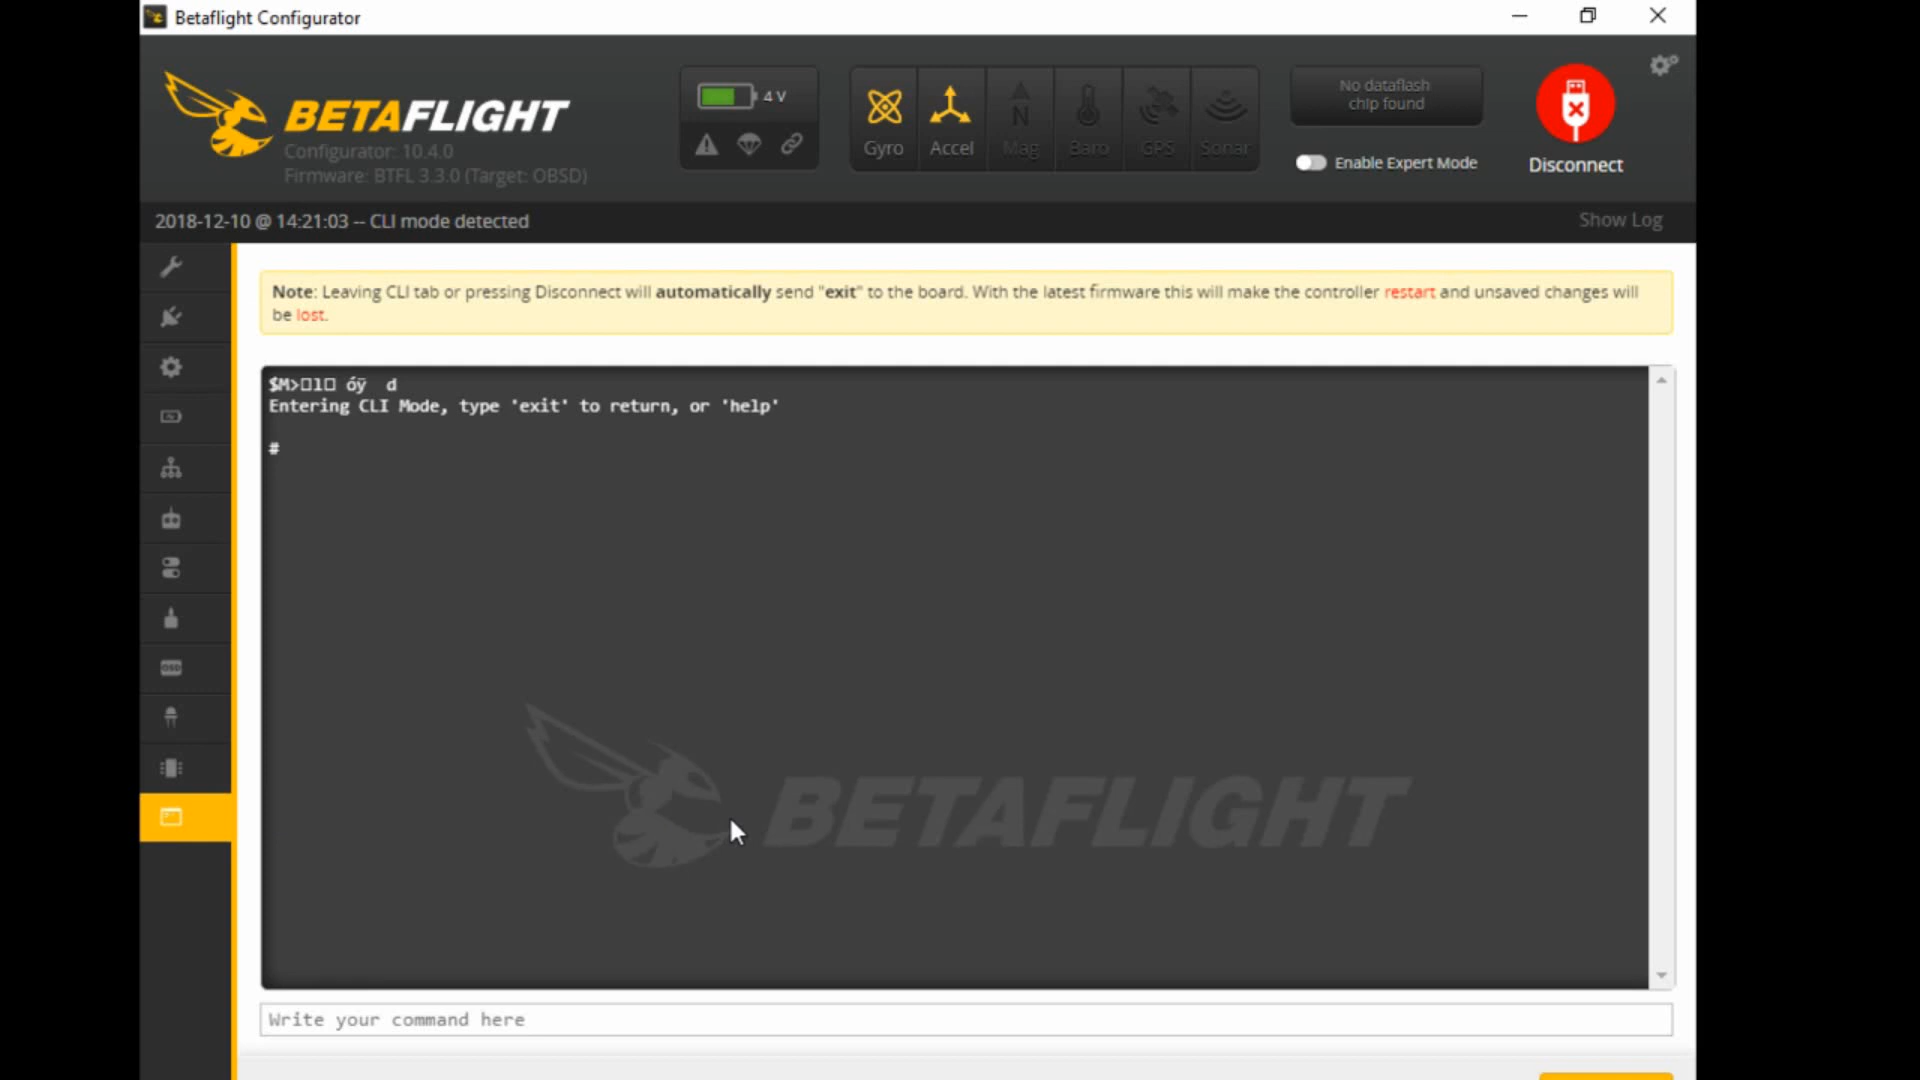 Betaflight Configurator
BETAFLIGHT
Configurator: 10.4.0
Firmware: BTFL 3.3.0 (Target: OBSD)
4 V
Gyro
Accel
Mag
Baro
GPS
Sonar
No dataflash
chip found
Enable Expert Mode
Disconnect
2018-12-10 @ 14:21:03 -- CLI mode detected
Show Log
Note: Leaving CLI tab or pressing Disconnect will automatically send "exit" to the board. With the latest firmware this will make the controller restart and unsaved changes will
be lost.
$M>□l□ óÿ  d
Entering CLI Mode, type 'exit' to return, or 'help'
#
OSD
BETAFLIGHT
Write your command here